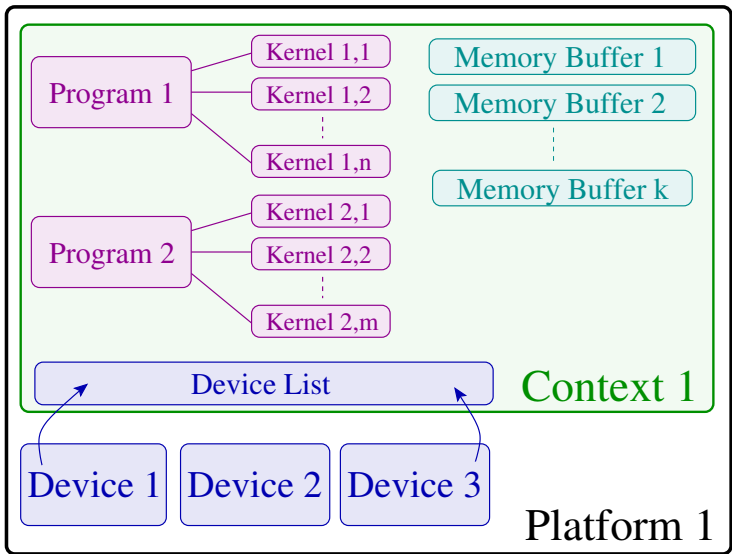 Program 1
Kernel 1,1
Kernel 1,2
Kernel 1,n
Memory Buffer 1
Memory Buffer 2
Memory Buffer k
Program 2
Kernel 2,1
Kernel 2,2
Kernel 2,m
Device List
Context 1
Device 1
Device 2
Device 3
Platform 1